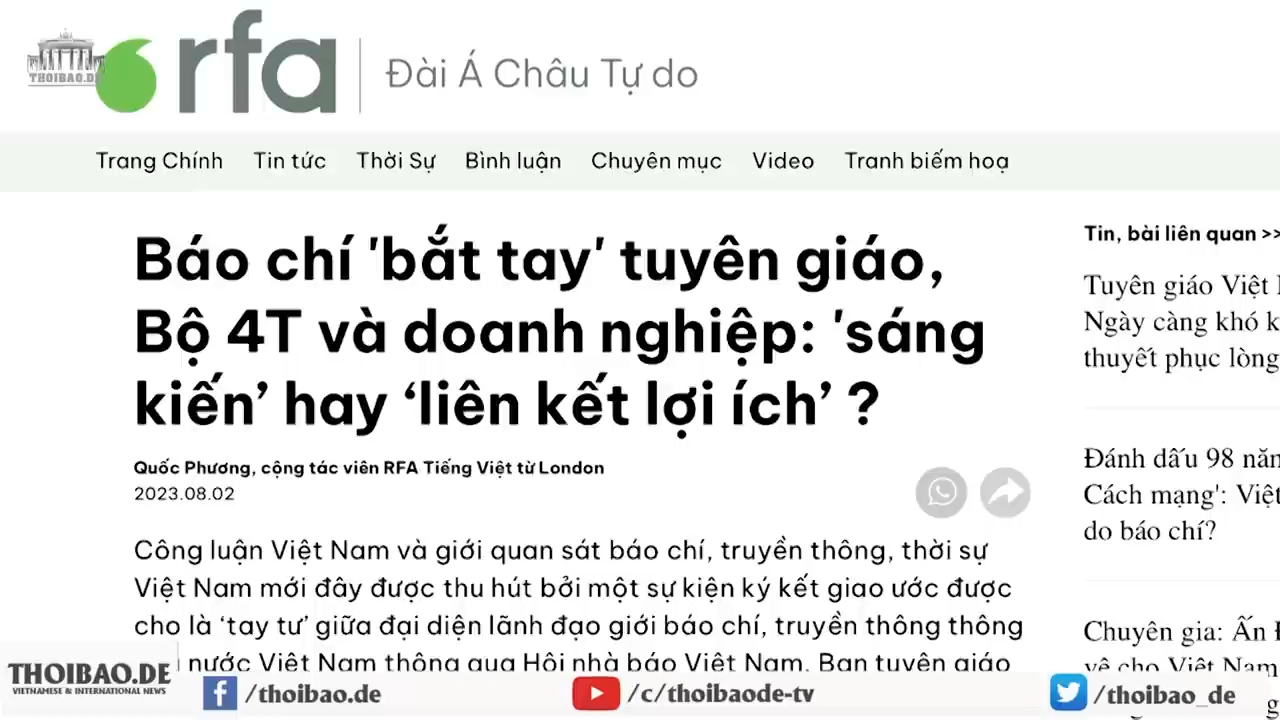 THOIBAO.DE
rfa
Đài Á Châu Tự do
Trang Chính Tin tức Thời Sự Bình luận Chuyên mục Video Tranh biếm hoạ
Báo chí 'bắt tay' tuyên giáo,
Bộ 4T và doanh nghiệp: 'sáng
kiến’ hay ‘liên kết lợi ích’ ?
Quốc Phương, cộng tác viên RFA Tiếng Việt từ London
2023.08.02
Công luận Việt Nam và giới quan sát báo chí, truyền thông, thời sự
Việt Nam mới đây được thu hút bởi một sự kiện ký kết giao ước được
cho là ‘tay tư’ giữa đại diện lãnh đạo giới báo chí, truyền thông thông
nước Việt Nam thông qua Hội nhà báo Việt Nam, Ban tuyên giáo
Tin, bài liên quan >>
Tuyên giáo Việt
Ngày càng khó
thuyết phục lòng
Đánh dấu 98
Cách mạng': Việt
do báo chí?
Chuyên gia: Ấn
về cho Việt Nam
THOIBAO.DE
VIETNAMESE & INTERNATIONAL NEWS
/thoibao.de
/c/thoibaode-tv
/thoibao_de